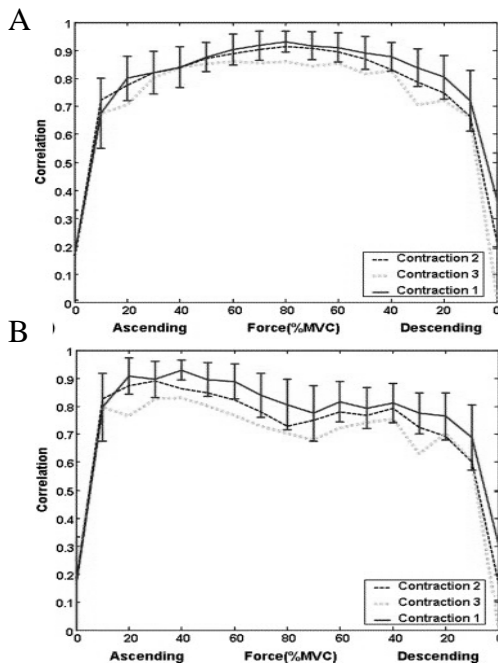 A
1
0.9
0.8
0.7
0.6
0.5
0.4
0.3
0.2
0.1
0
Correlation
Contraction 2
Contraction 3
Contraction 1
0 20 40 60 80 60 40 20 0
Ascending Force(%MVC) Descending
B
1
0.9
0.8
0.7
0.6
0.5
0.4
0.3
0.2
0.1
0
Correlation
Contraction 2
Contraction 3
Contraction 1
0 20 40 60 80 60 40 20
Ascending Force(%MVC) Descending